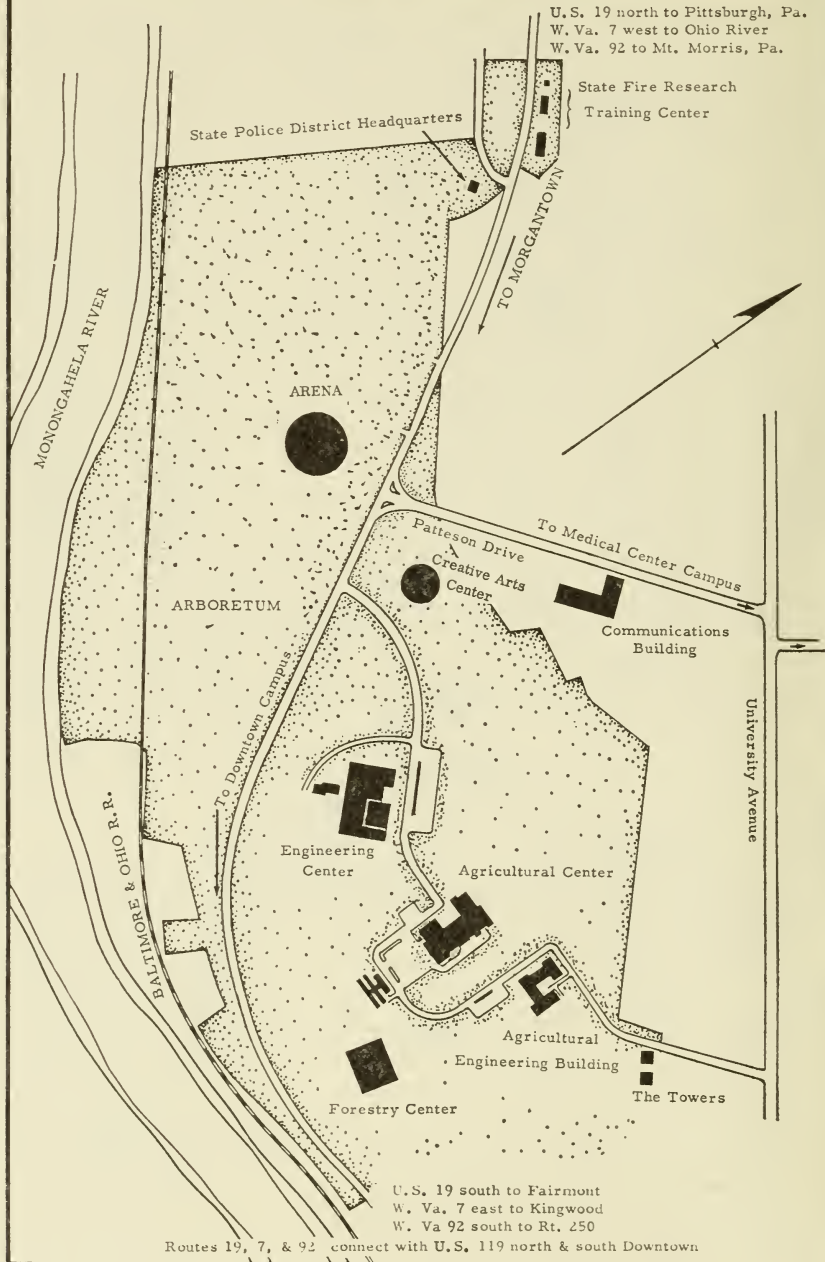 U.S. 19 north to Pittsburgh, Pa.
W. Va. 7 west to Ohio River
W. Va. 92 to Mt. Morris, Pa.
State Fire Research
Training Center
State Police District Headquarters
TO MORGANTOWN
MONONGAHELA RIVER
ARENA
To Medical Center Campus
Patteson Drive
Creative Arts
Center
ARBORETUM
Communications
Building
To Downtown Campus
University Avenue
BALTIMORE & OHIO R.R.
Engineering
Center
Agricultural Center
Agricultural
Engineering Building
The Towers
Forestry Center
U.S. 19 south to Fairmont
W. Va. 7 east to Kingwood
W. Va 92 south to Rt. 250
Routes 19, 7, & 92 connect with U.S. 119 north & south Downtown